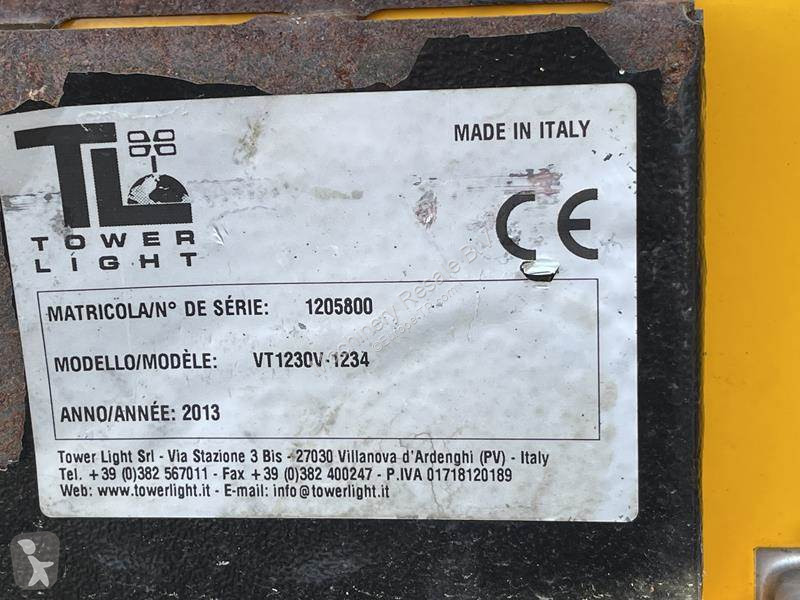 TL
TOWER
LIGHT
MADE IN ITALY
CE
MATRICOLA/N° DE SÉRIE: 1205800
MODELLO/MODÈLE: VT1230V-1234
ANNO/ANNÉE: 2013
Tower Light Srl - Via Stazione 3 Bis - 27030 Villanova d'Ardenghi (PV) - Italy
Tel. +39 (0)382 567011 - Fax +39 (0)382 400247 - P.IVA 01718120189
Web: www.towerlight.it - E-mail: info@towerlight.it